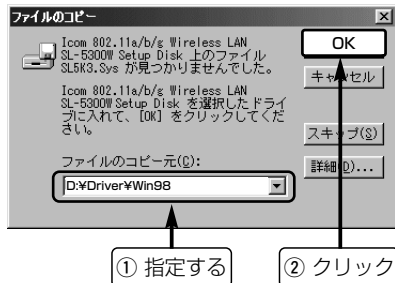 ファイルのコピー
Icom 802.11a/b/g Wireless LAN
SL-5300W Setup Disk 上のファイル
SL5K3.Sys が見つかりませんでした。
Icom 802.11a/b/g Wireless LAN
SL-5300W Setup Disk を選択したドライ
ブに入れて、[OK] をクリックしてくだ
さい。
ファイルのコピー元(C):
D:¥Driver¥Win98
OK
キャンセル
スキップ(S)
詳細(D)...
① 指定する
② クリック